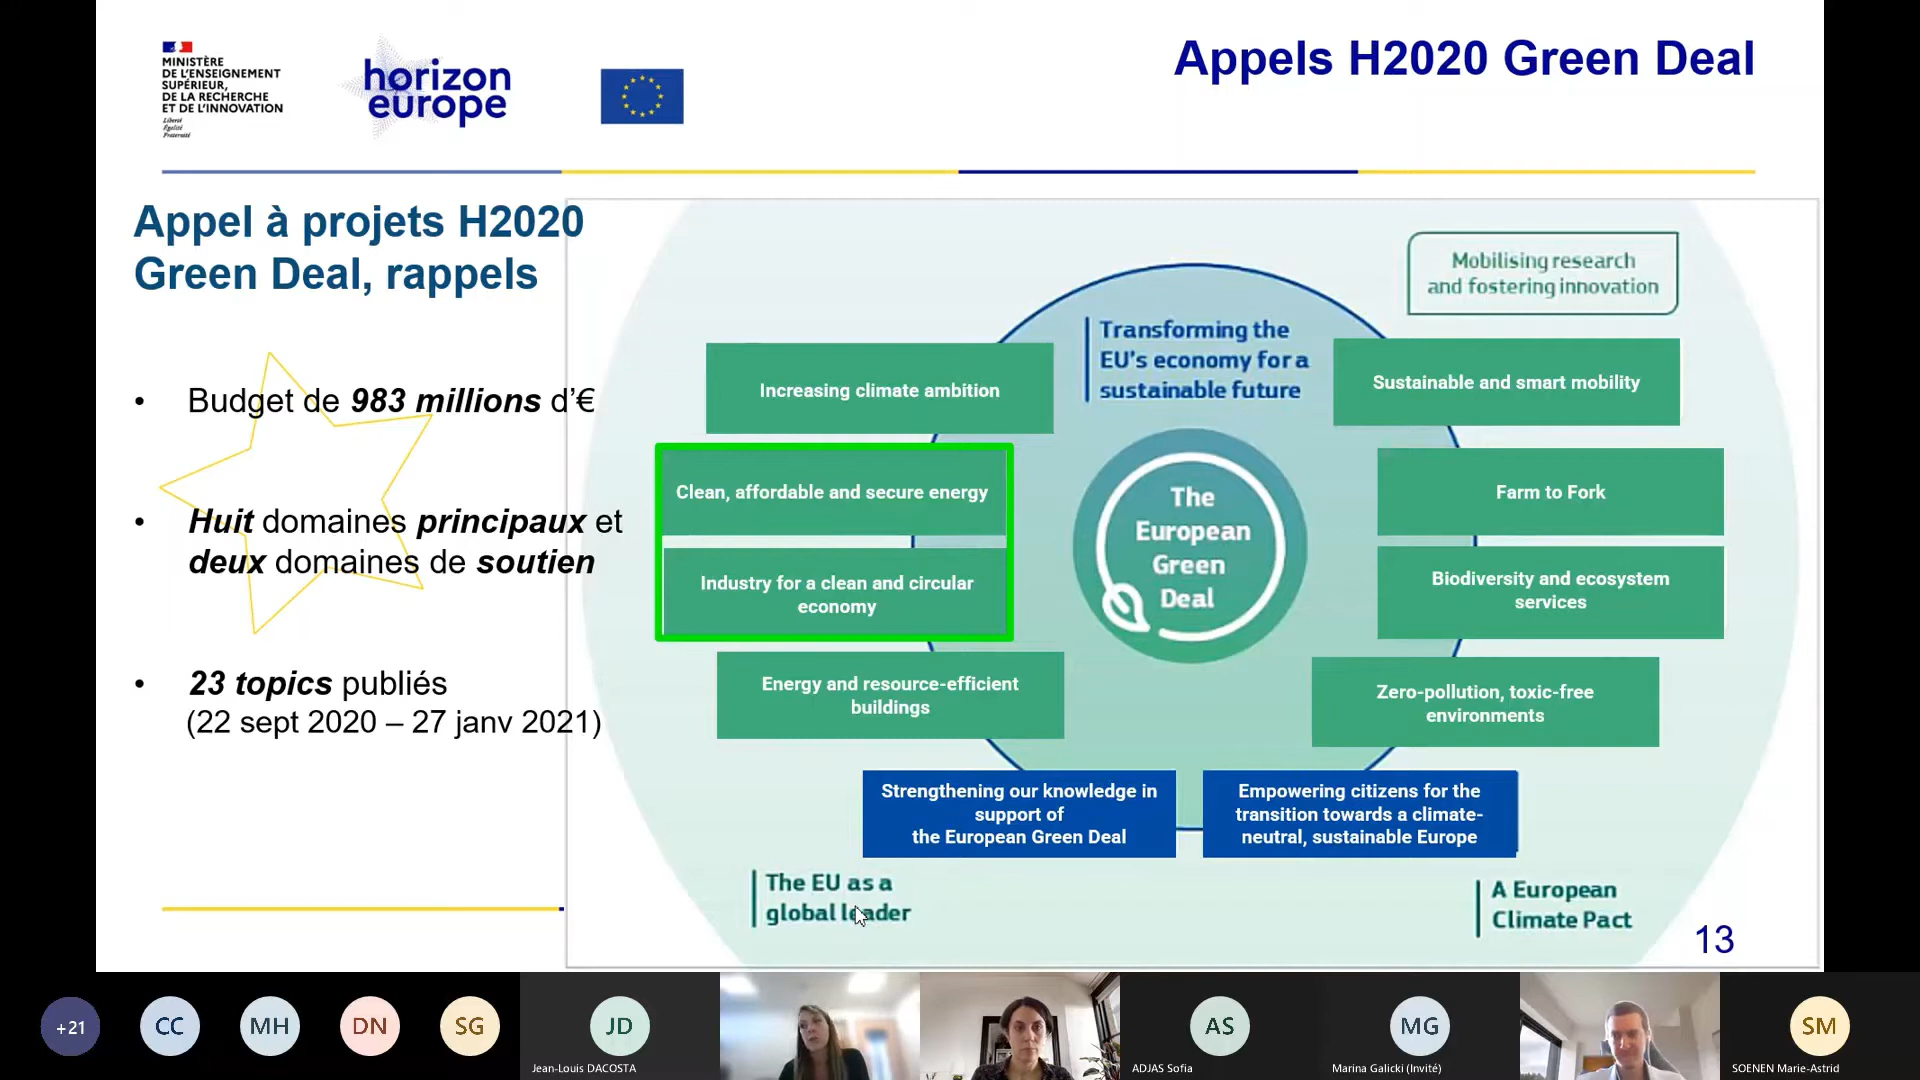 MINISTÈRE
DE L'ENSEIGNEMENT
SUPÉRIEUR,
DE LA RECHERCHE
ET DE L'INNOVATION
Liberté
Égalité
Fraternité
horizon
europe
Appels H2020 Green Deal
Appel à projets H2020
Green Deal, rappels
• Budget de 983 millions d'€
• Huit domaines principaux et
deux domaines de soutien
• 23 topics publiés
(22 sept 2020 – 27 janv 2021)
Mobilising research
and fostering innovation
Transforming the
EU's economy for a
sustainable future
Increasing climate ambition
Clean, affordable and secure energy
Industry for a clean and circular
economy
Energy and resource-efficient
buildings
The
European
Green
Deal
Sustainable and smart mobility
Farm to Fork
Biodiversity and ecosystem
services
Zero-pollution, toxic-free
environments
Strengthening our knowledge in
support of
the European Green Deal
Empowering citizens for the
transition towards a climate-
neutral, sustainable Europe
The EU as a
global leader
A European
Climate Pact
13
+21
CC
MH
DN
SG
JD
Jean-Louis DACOSTA
AS
ADJAS Sofia
MG
Marina Galicki (Invité)
SM
SOENEN Marie-Astrid